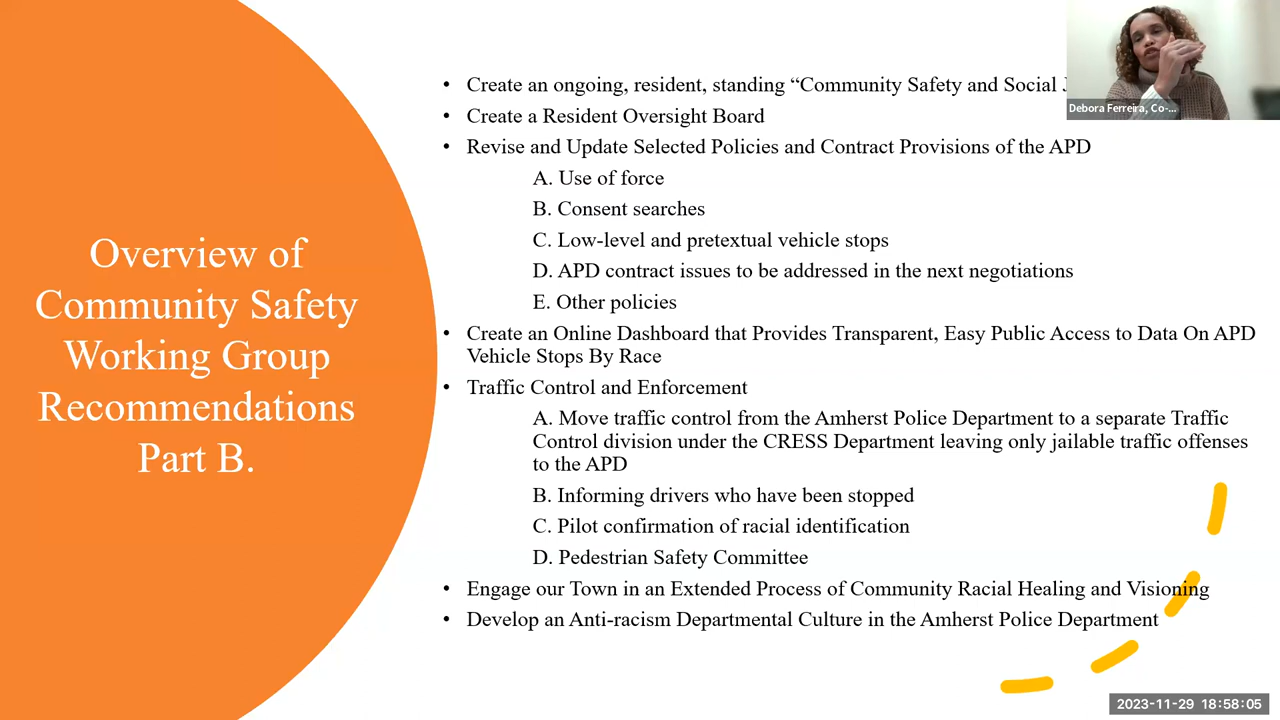 Overview of
Community Safety
Working Group
Recommendations
Part B.
• Create an ongoing, resident, standing “Community Safety and Social
• Create a Resident Oversight Board
• Revise and Update Selected Policies and Contract Provisions of the APD
A. Use of force
B. Consent searches
C. Low-level and pretextual vehicle stops
D. APD contract issues to be addressed in the next negotiations
E. Other policies
• Create an Online Dashboard that Provides Transparent, Easy Public Access to Data On APD
Vehicle Stops By Race
• Traffic Control and Enforcement
A. Move traffic control from the Amherst Police Department to a separate Traffic
Control division under the CRESS Department leaving only jailable traffic offenses
to the APD
B. Informing drivers who have been stopped
C. Pilot confirmation of racial identification
D. Pedestrian Safety Committee
• Engage our Town in an Extended Process of Community Racial Healing and Visioning
• Develop an Anti-racism Departmental Culture in the Amherst Police Department
Debora Ferreira, Co-...
2023-11-29 18:58:05